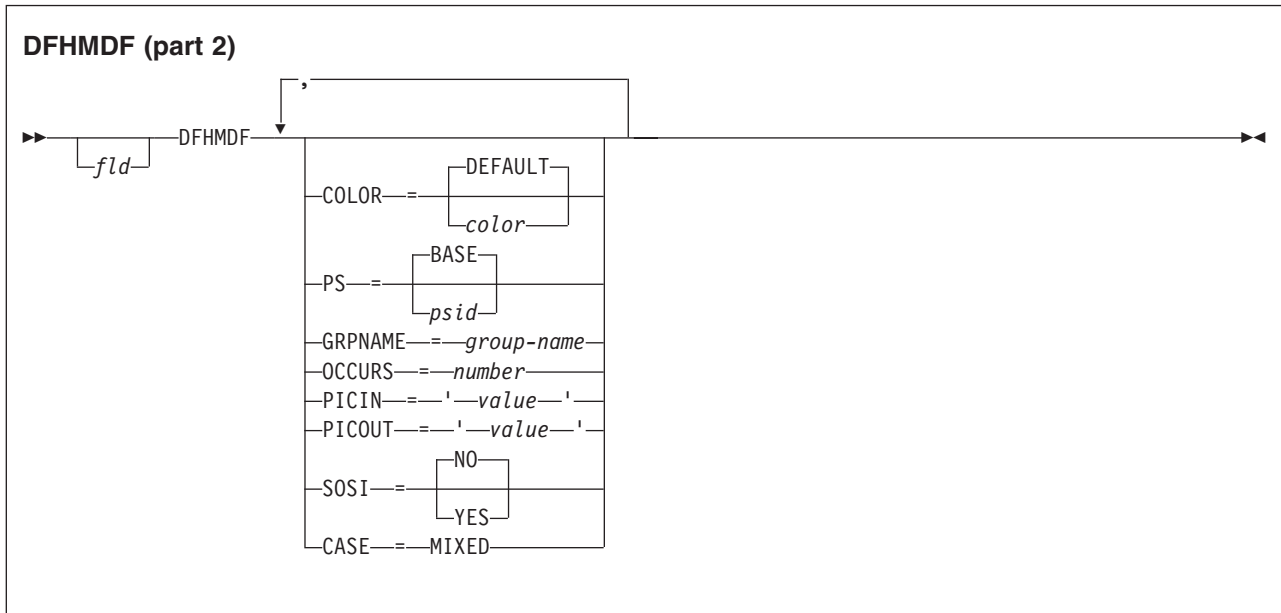 DFHMDF (part 2)
,
fld DFHMDF
COLOR = DEFAULT
color
PS = BASE
psid
GRPNAME = group-name
OCCURS = number
PICIN = ' value '
PICOUT = ' value '
SOSI = NO
YES
CASE = MIXED